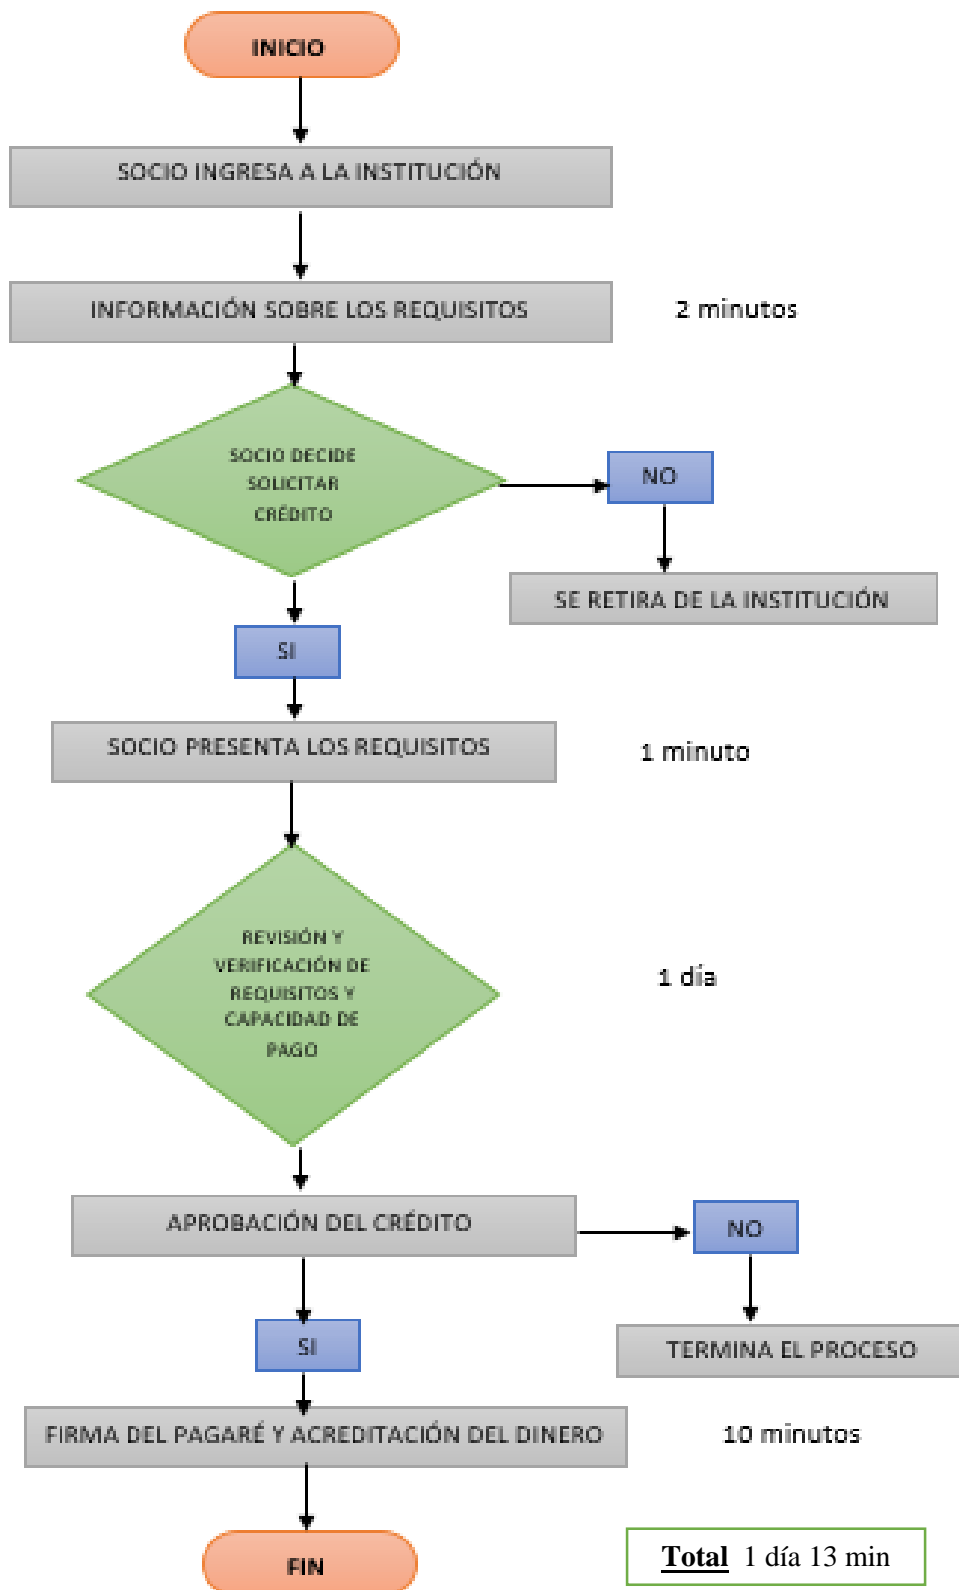 INICIO
SOCIO INGRESA A LA INSTITUCIÓN
INFORMACIÓN SOBRE LOS REQUISITOS
2 minutos
SOCIO DECIDE
SOLICITAR
CRÉDITO
NO
SE RETIRA DE LA INSTITUCIÓN
SI
SOCIO PRESENTA LOS REQUISITOS
1 minuto
REVISIÓN Y
VERIFICACIÓN DE
REQUISITOS Y
CAPACIDAD DE
PAGO
1 día
APROBACIÓN DEL CRÉDITO
NO
TERMINA EL PROCESO
SI
FIRMA DEL PAGARÉ Y ACREDITACIÓN DEL DINERO
10 minutos
FIN
Total 1 día 13 min